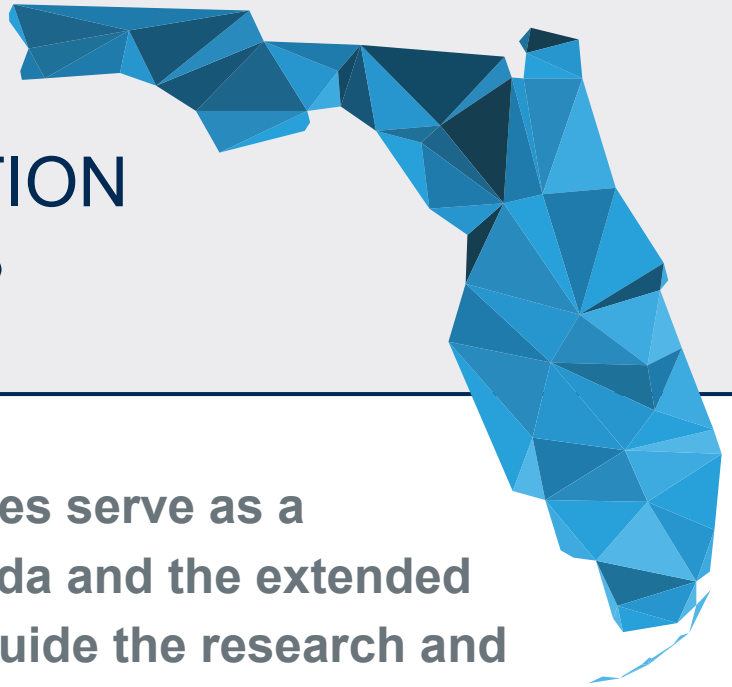 TION
es serve as a
da and the extended
uide the research and